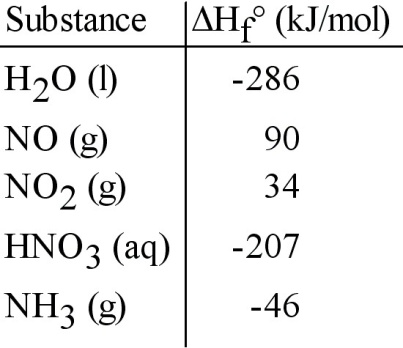 Substance ΔHf° (kJ/mol)
H2O (l) -286
NO (g) 90
NO2 (g) 34
HNO3 (aq) -207
NH3 (g) -46